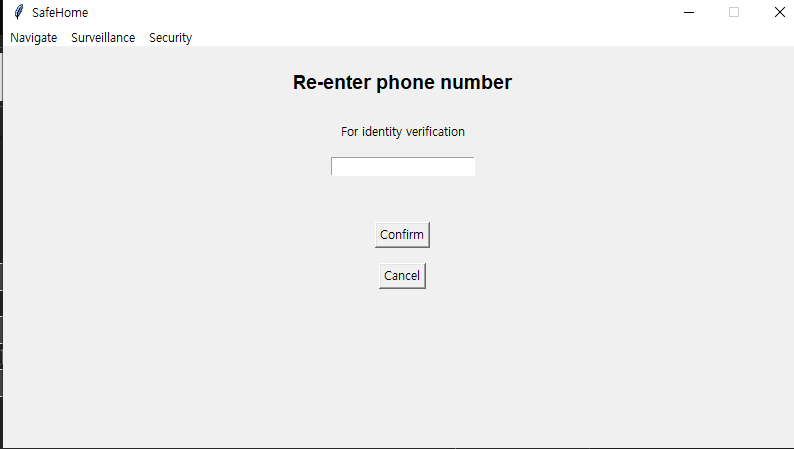 SafeHome
Navigate Surveillance Security
Re-enter phone number
For identity verification
Confirm
Cancel